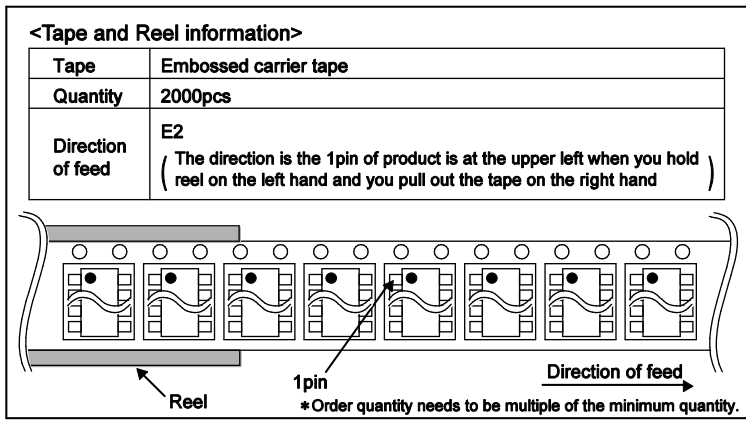 <Tape and Reel information>
Tape Embossed carrier tape
Quantity 2000pcs
Direction of feed E2
( The direction is the 1pin of product is at the upper left when you hold
reel on the left hand and you pull out the tape on the right hand )
1pin
Direction of feed
Reel
*Order quantity needs to be multiple of the minimum quantity.